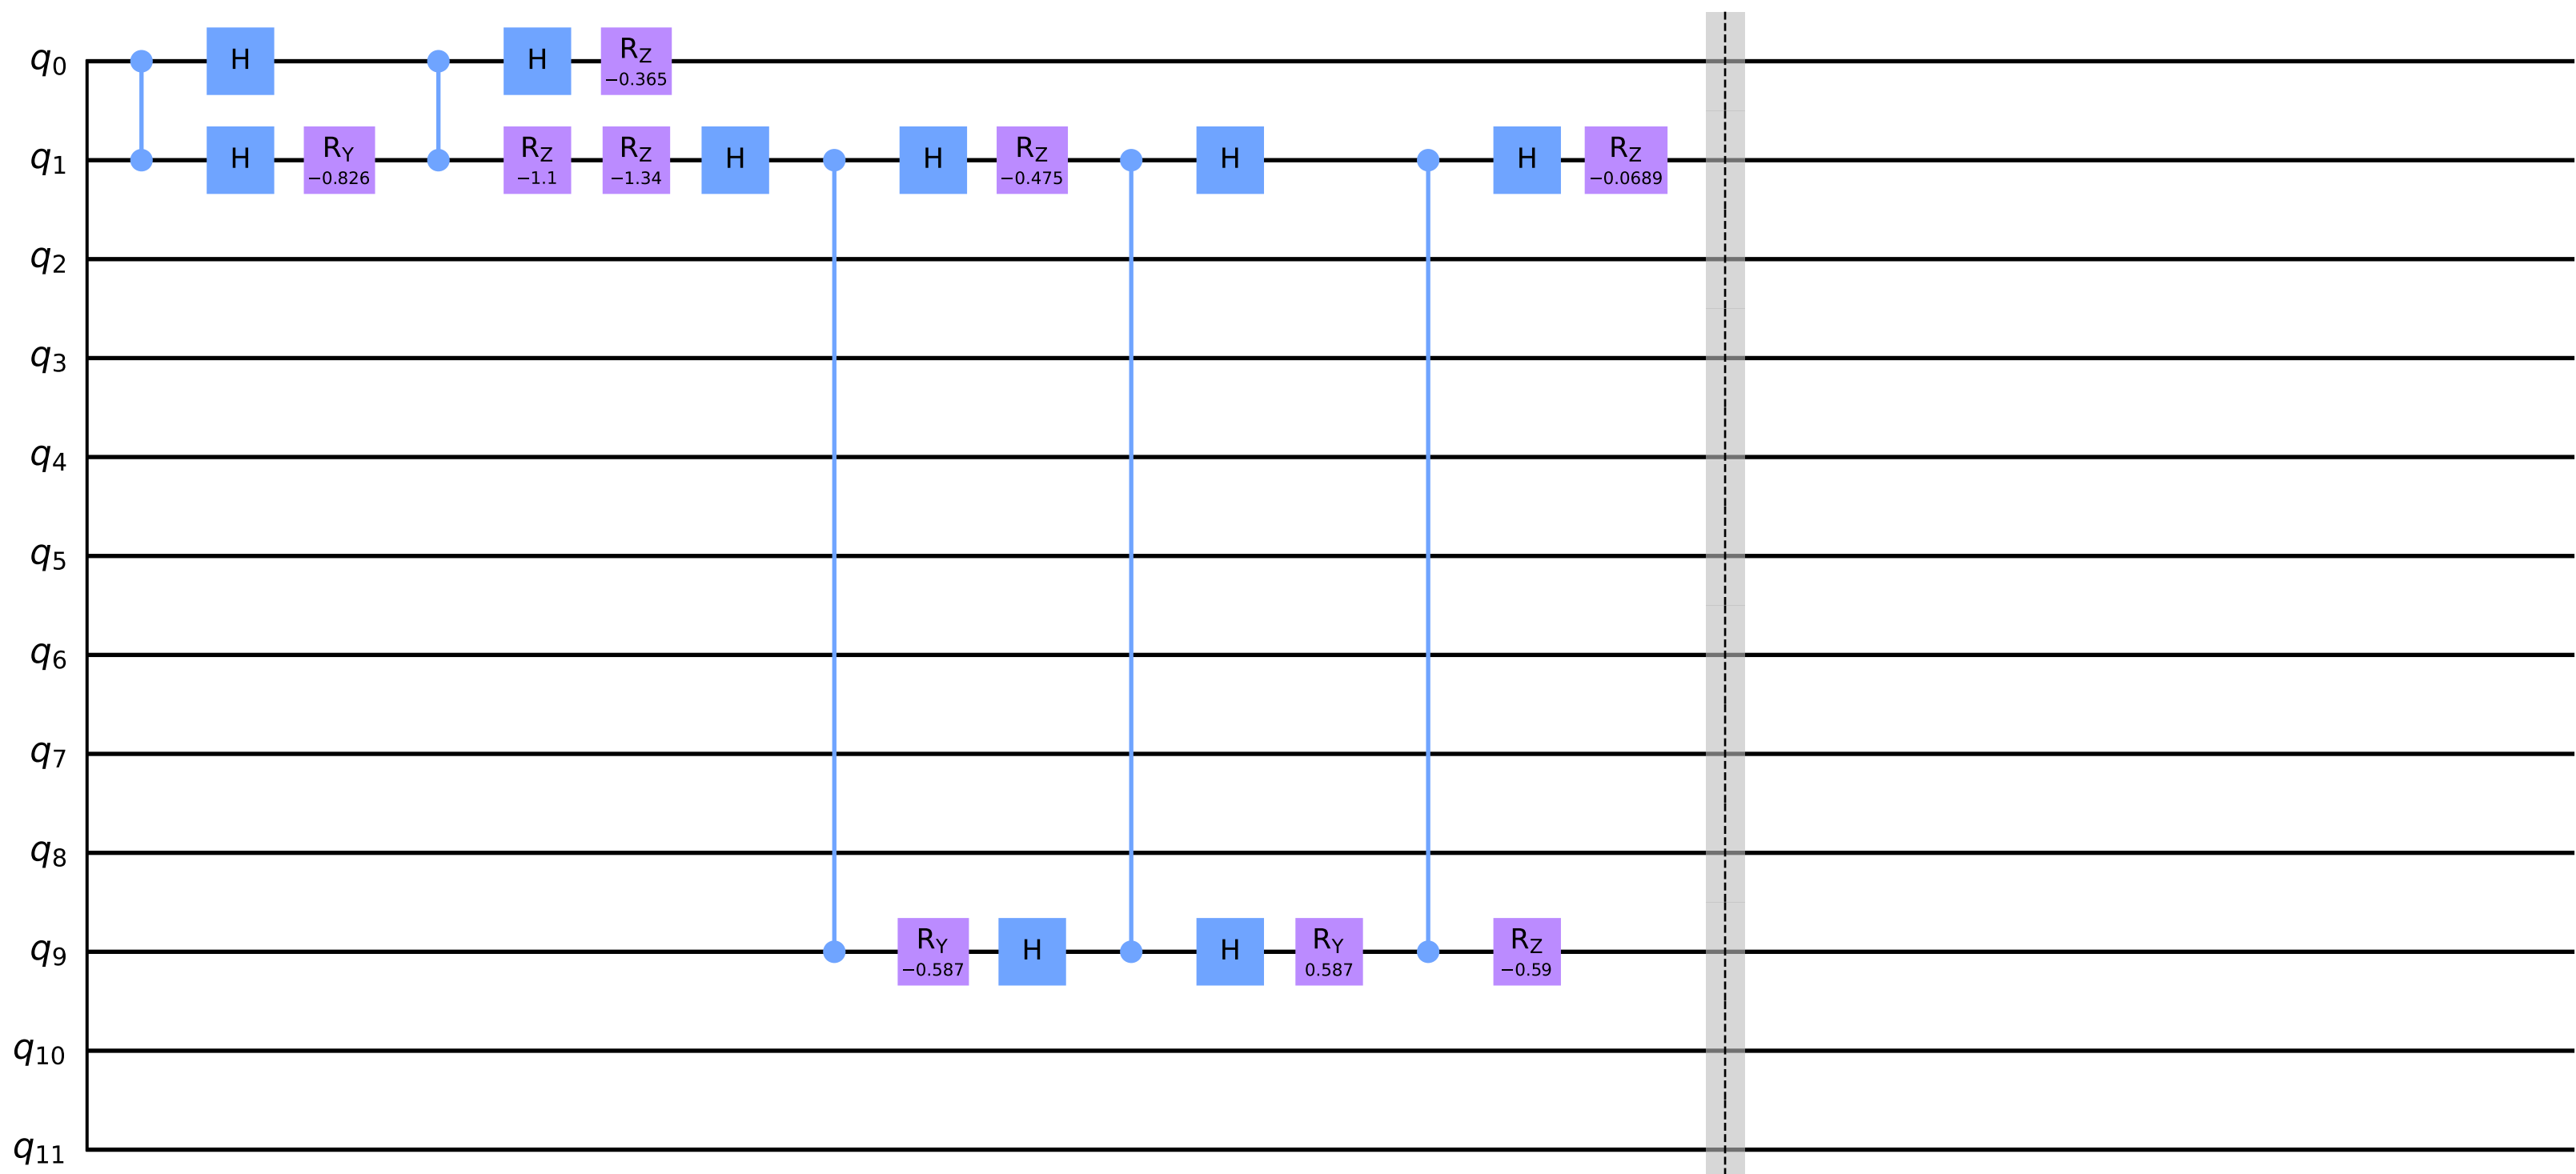 q0 H H RZ −0.365
q1 H RY −0.826 RZ −1.1 RZ −1.34 H H RZ −0.475 H H RZ −0.0689
q2
q3
q4
q5
q6
q7
q8
q9 RY −0.587 H H RY 0.587 RZ −0.59
q10
q11